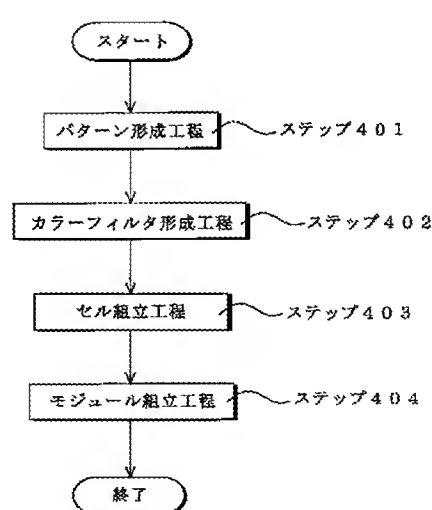 スタート
パターン形成工程 ステップ401
カラーフィルタ形成工程 ステップ402
セル組立工程 ステップ403
モジュール組立工程 ステップ404
終了